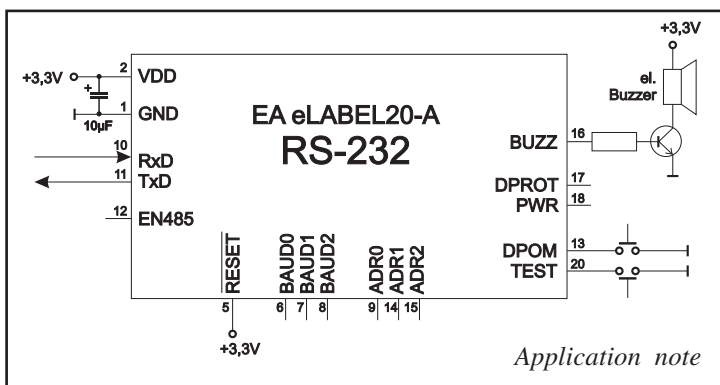 +3,3V
2 VDD
+
10µF
1 GND
10 RxD
11 TxD
12 EN485
EA eLABEL20-A
RS-232
RESET
5
+3,3V
BAUD0
BAUD1
BAUD2
6
7
8
ADR0
ADR1
ADR2
9
14
15
+3,3V
el.
Buzzer
BUZZ 16
DPROT 17
PWR 18
DPOM 13
TEST 20
Application note